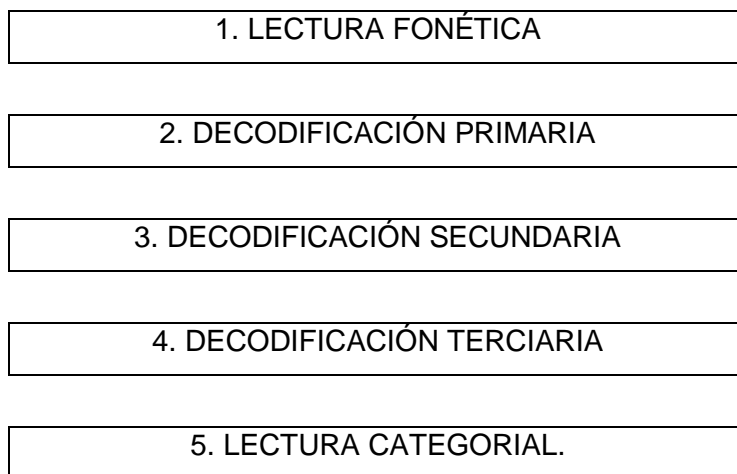 1. LECTURA FONÉTICA
2. DECODIFICACIÓN PRIMARIA
3. DECODIFICACIÓN SECUNDARIA
4. DECODIFICACIÓN TERCIARIA
5. LECTURA CATEGORIAL.